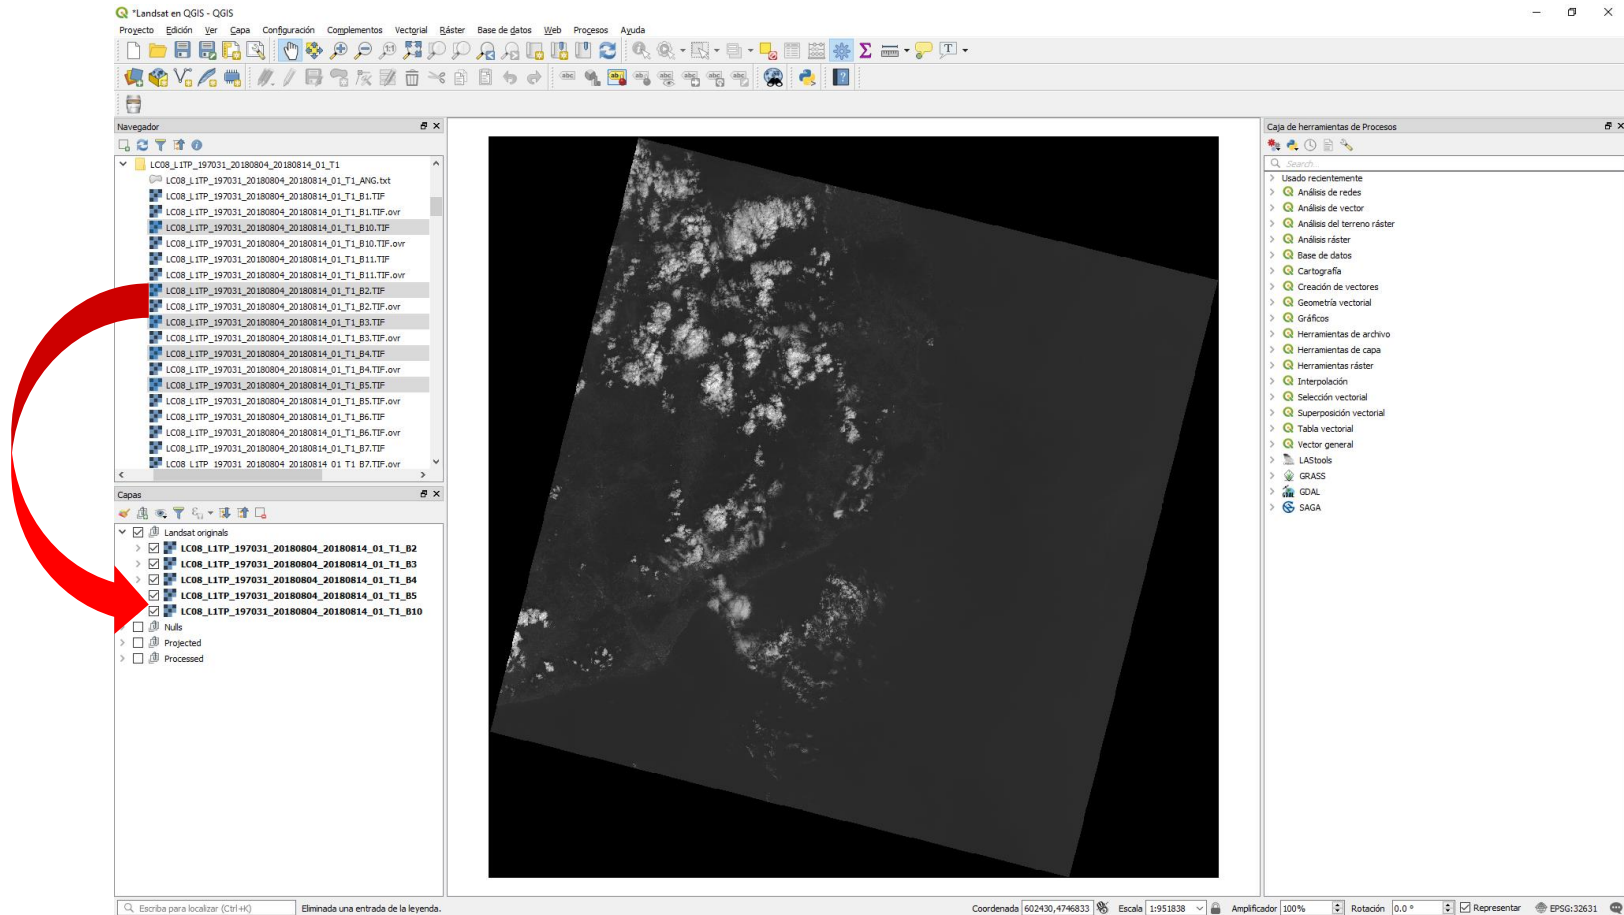 *Landsat en QGIS - QGIS
Proyecto Edición Ver Capa Configuración Complementos Vectorial Ráster Base de datos Web Procesos Ayuda
Navegador
LC08_L1TP_197031_20180804_20180814_01_T1
LC08_L1TP_197031_20180804_20180814_01_T1_ANG.txt
LC08_L1TP_197031_20180804_20180814_01_T1_B1.TIF
LC08_L1TP_197031_20180804_20180814_01_T1_B1.TIF.ovr
LC08_L1TP_197031_20180804_20180814_01_T1_B10.TIF
LC08_L1TP_197031_20180804_20180814_01_T1_B10.TIF.ovr
LC08_L1TP_197031_20180804_20180814_01_T1_B11.TIF
LC08_L1TP_197031_20180804_20180814_01_T1_B11.TIF.ovr
LC08_L1TP_197031_20180804_20180814_01_T1_B2.TIF
LC08_L1TP_197031_20180804_20180814_01_T1_B2.TIF.ovr
LC08_L1TP_197031_20180804_20180814_01_T1_B3.TIF
LC08_L1TP_197031_20180804_20180814_01_T1_B3.TIF.ovr
LC08_L1TP_197031_20180804_20180814_01_T1_B4.TIF
LC08_L1TP_197031_20180804_20180814_01_T1_B4.TIF.ovr
LC08_L1TP_197031_20180804_20180814_01_T1_B5.TIF
LC08_L1TP_197031_20180804_20180814_01_T1_B5.TIF.ovr
LC08_L1TP_197031_20180804_20180814_01_T1_B6.TIF
LC08_L1TP_197031_20180804_20180814_01_T1_B6.TIF.ovr
LC08_L1TP_197031_20180804_20180814_01_T1_B7.TIF
LC08_L1TP_197031_20180804_20180814_01_T1_B7.TIF.ovr
Capas
Landsat originals
LC08_L1TP_197031_20180804_20180814_01_T1_B2
LC08_L1TP_197031_20180804_20180814_01_T1_B3
LC08_L1TP_197031_20180804_20180814_01_T1_B4
LC08_L1TP_197031_20180804_20180814_01_T1_B5
LC08_L1TP_197031_20180804_20180814_01_T1_B10
Nulls
Projected
Processed
Caja de herramientas de Procesos
Search...
Usado recientemente
Análisis de redes
Análisis de vector
Análisis del terreno ráster
Análisis ráster
Base de datos
Cartografía
Creación de vectores
Geometría vectorial
Gráficos
Herramientas de archivo
Herramientas de capa
Herramientas ráster
Interpolación
Selección vectorial
Superposición vectorial
Tabla vectorial
Vector general
LAStools
GRASS
GDAL
SAGA
Escriba para localizar (Ctrl+K) Eliminada una entrada de la leyenda. Coordenada 602430,4746833 Escala 1:951838 Amplificador 100% Rotación 0.0 ° Representar EPSG:32631